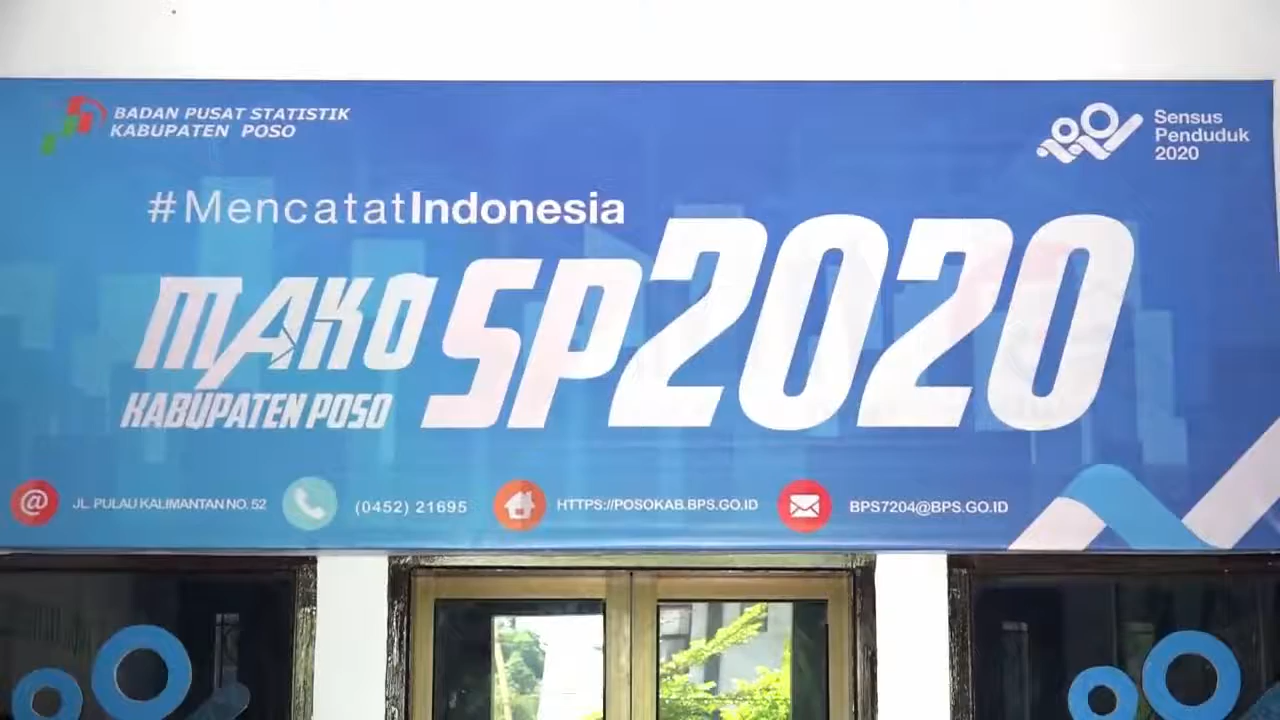 BADAN PUSAT STATISTIK
KABUPATEN POSO
Sensus
Penduduk
2020
#MencatatIndonesia
MAKO SP2020
KABUPATEN POSO
@ JL. PULAU KALIMANTAN NO. 52 (0452) 21695 HTTPS://POSOKAB.BPS.GO.ID BPS7204@BPS.GO.ID